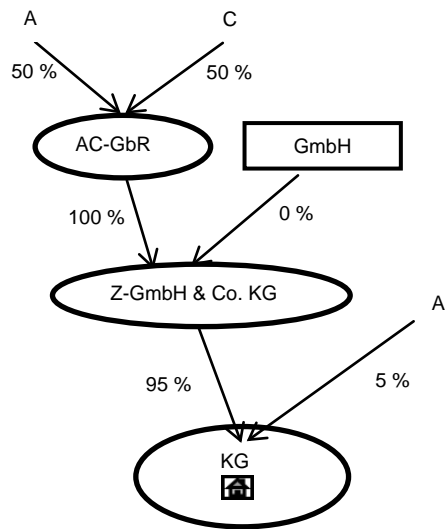 A C
50 % 50 %
AC-GbR GmbH
100 % 0 %
Z-GmbH & Co. KG
A
95 % 5 %
KG